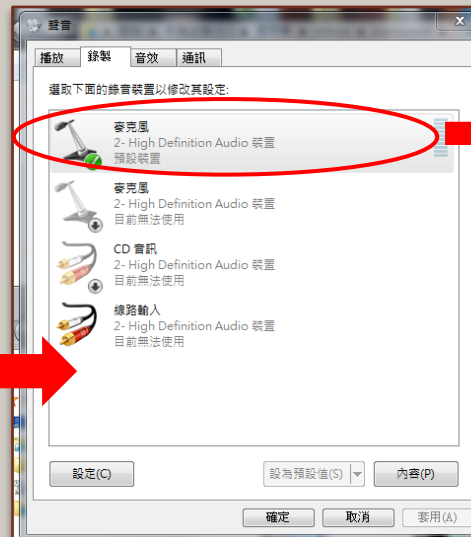 聲音
播放
錄製
音效
通訊
選取下面的錄音裝置以修改其設定:
麥克風
2- High Definition Audio 裝置
預設裝置
麥克風
2- High Definition Audio 裝置
目前無法使用
CD 音訊
2- High Definition Audio 裝置
目前無法使用
線路輸入
2- High Definition Audio 裝置
目前無法使用
設定(C)
設為預設值(S)
內容(P)
確定
取消
套用(A)